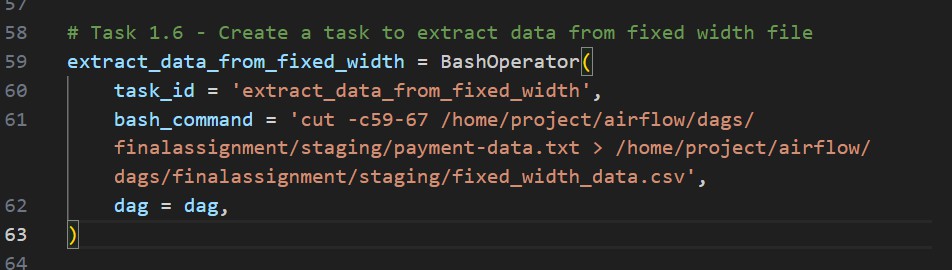 57
58 # Task 1.6 - Create a task to extract data from fixed width file
59 extract_data_from_fixed_width = BashOperator(
60     task_id = 'extract_data_from_fixed_width',
61     bash_command = 'cut -c59-67 /home/project/airflow/dags/
    finalassignment/staging/payment-data.txt > /home/project/airflow/
    dags/finalassignment/staging/fixed_width_data.csv',
62     dag = dag,
63 )
64